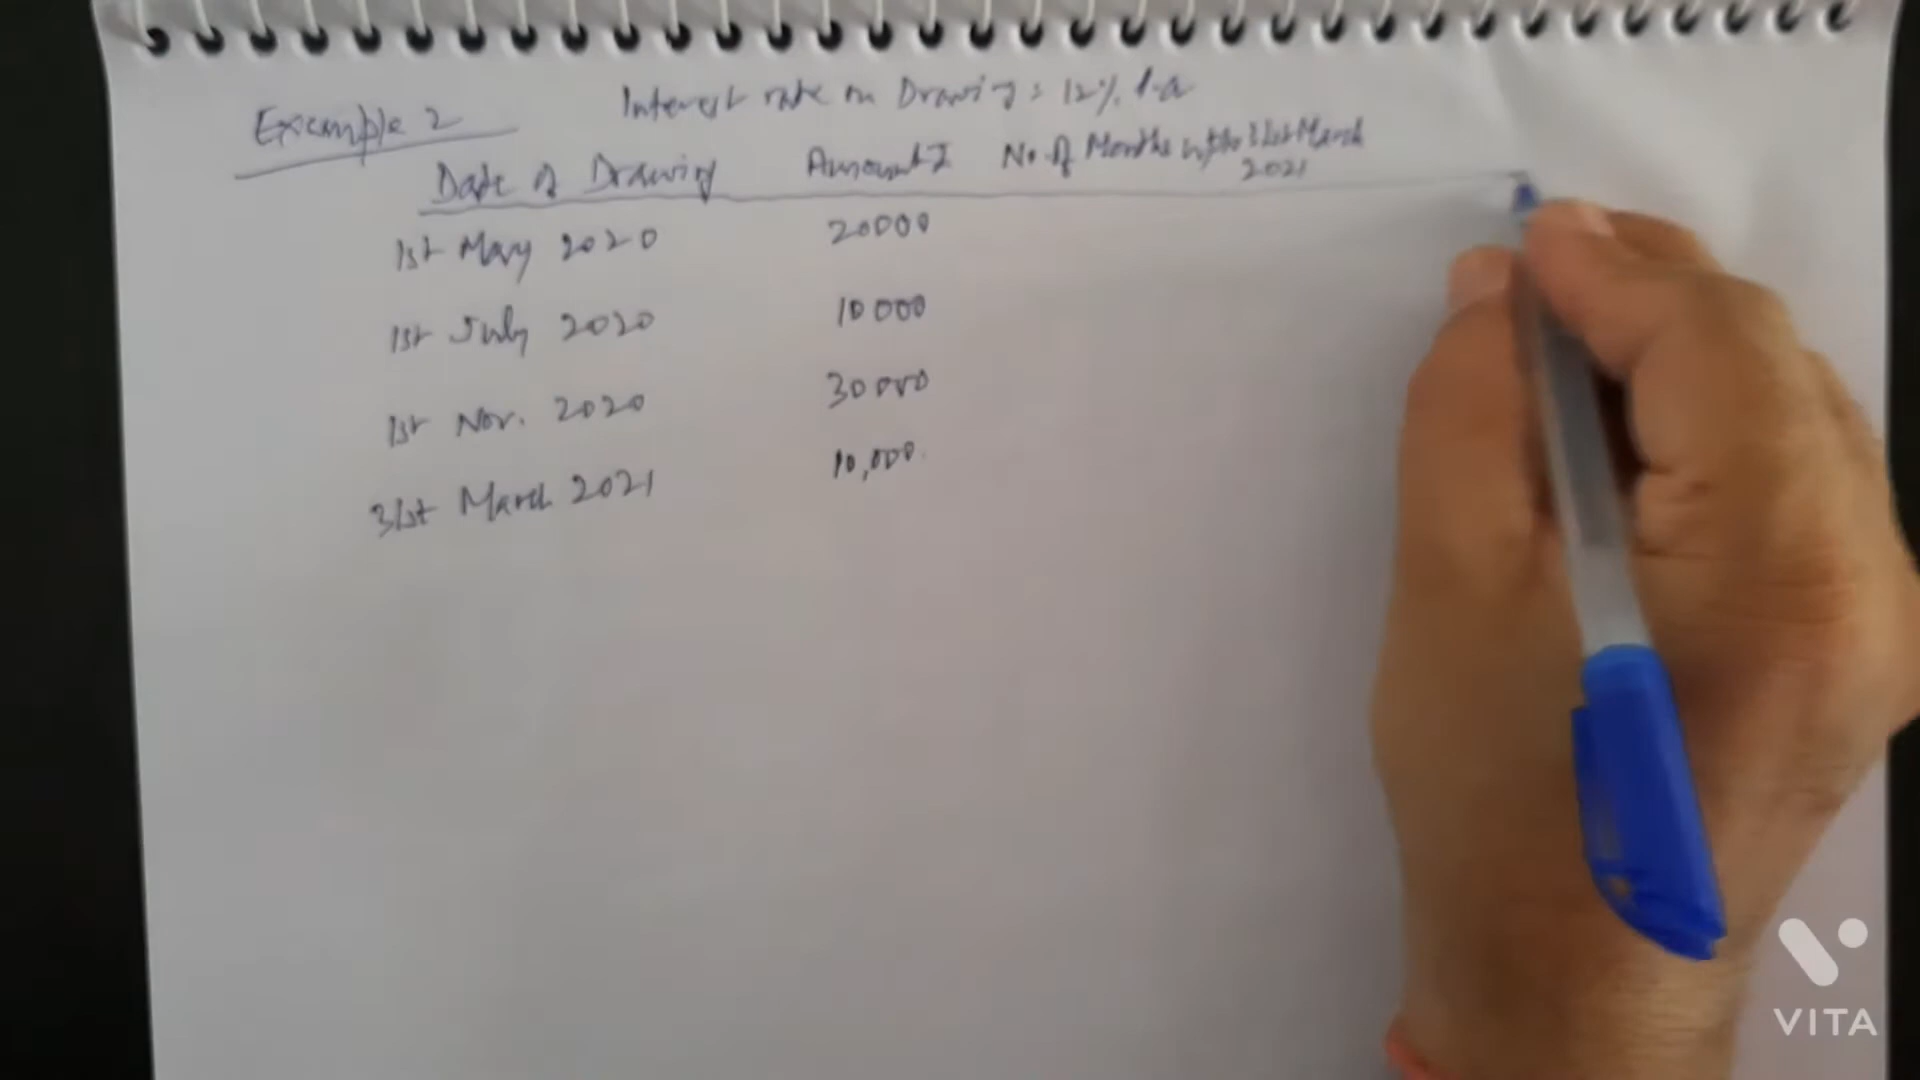 Example 2
Interest rate on Drawing = 12% P.a
Date of Drawing Amount ₹ No. of Months upto 31st March 2021
1st May 2020 20000
1st July 2020 10000
1st Nov. 2020 30000
31st March 2021 10,000.
VITA